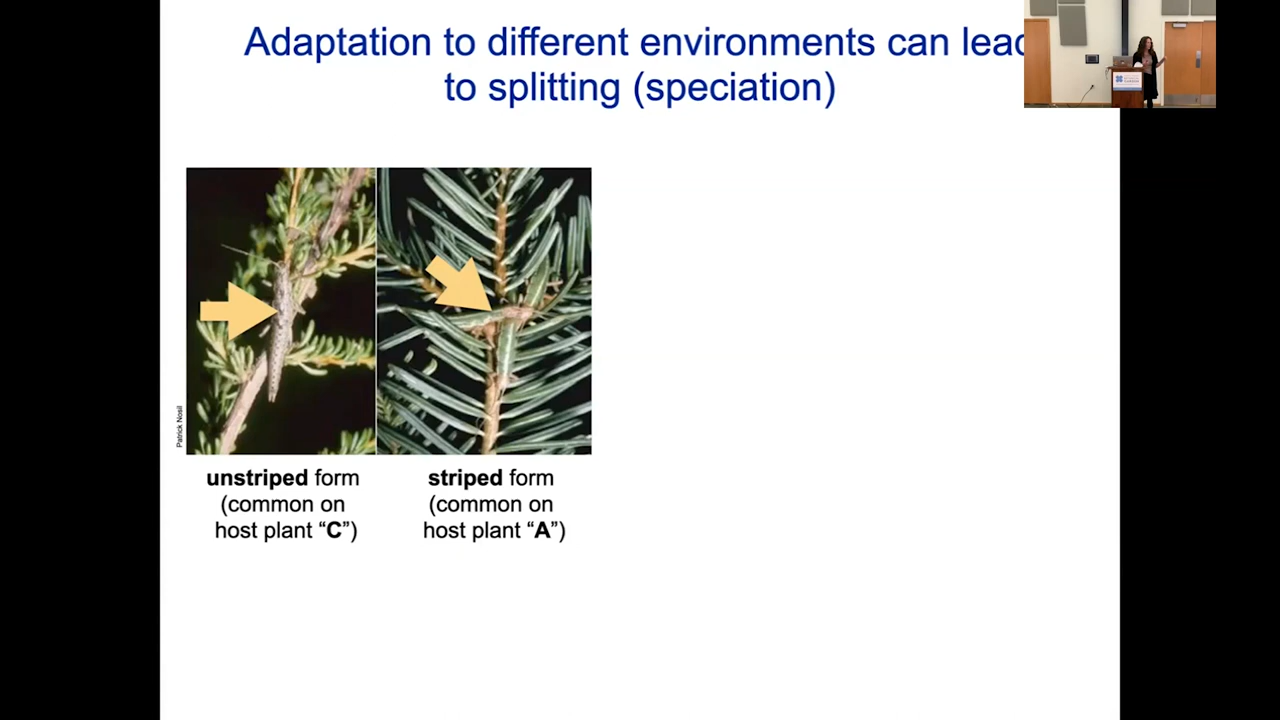 Adaptation to different environments can lead
to splitting (speciation)
Patrick Nosil
unstriped form
(common on
host plant “C”)
striped form
(common on
host plant “A”)